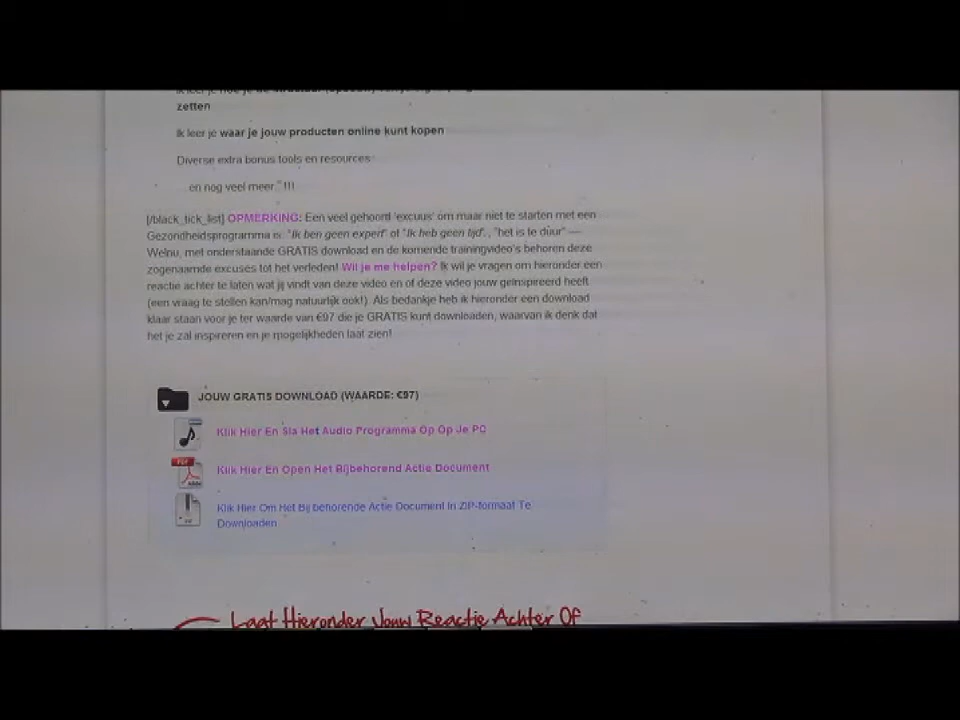 zetten
Ik leer je waar je jouw producten online kunt kopen
Diverse extra bonus tools en resources
en nog veel meer." !!!
[/black_tick_list] OPMERKING: Een veel gehoord 'excuus' om maar niet te starten met een
Gezondheidsprogramma is: "Ik ben geen expert' of "Ik heb geen tijd', , "het is te duur" —
Welnu, met onderstaande GRATIS download en de komende trainingvideo's behoren deze
zogenaamde excuses tot het verleden! Wil je me helpen? Ik wil je vragen om hieronder een
reactie achter te laten wat jij vindt van deze video en of deze video jouw geïnspireerd heeft
(een vraag te stellen kan/mag natuurlijk ook!). Als bedankje heb ik hieronder een download
klaar staan voor je ter waarde van €97 die je GRATIS kunt downloaden, waarvan ik denk dat
het je zal inspireren en je mogelijkheden laat zien!
JOUW GRATIS DOWNLOAD (WAARDE: €97)
Klik Hier En Sla Het Audio Programma Op Op Je PC
Klik Hier En Open Het Bijbehorend Actie Document
Klik Hier Om Het Bijbehorende Actie Document In ZIP-formaat Te
Downloaden
Laat Hieronder Jouw Reactie Achter Of